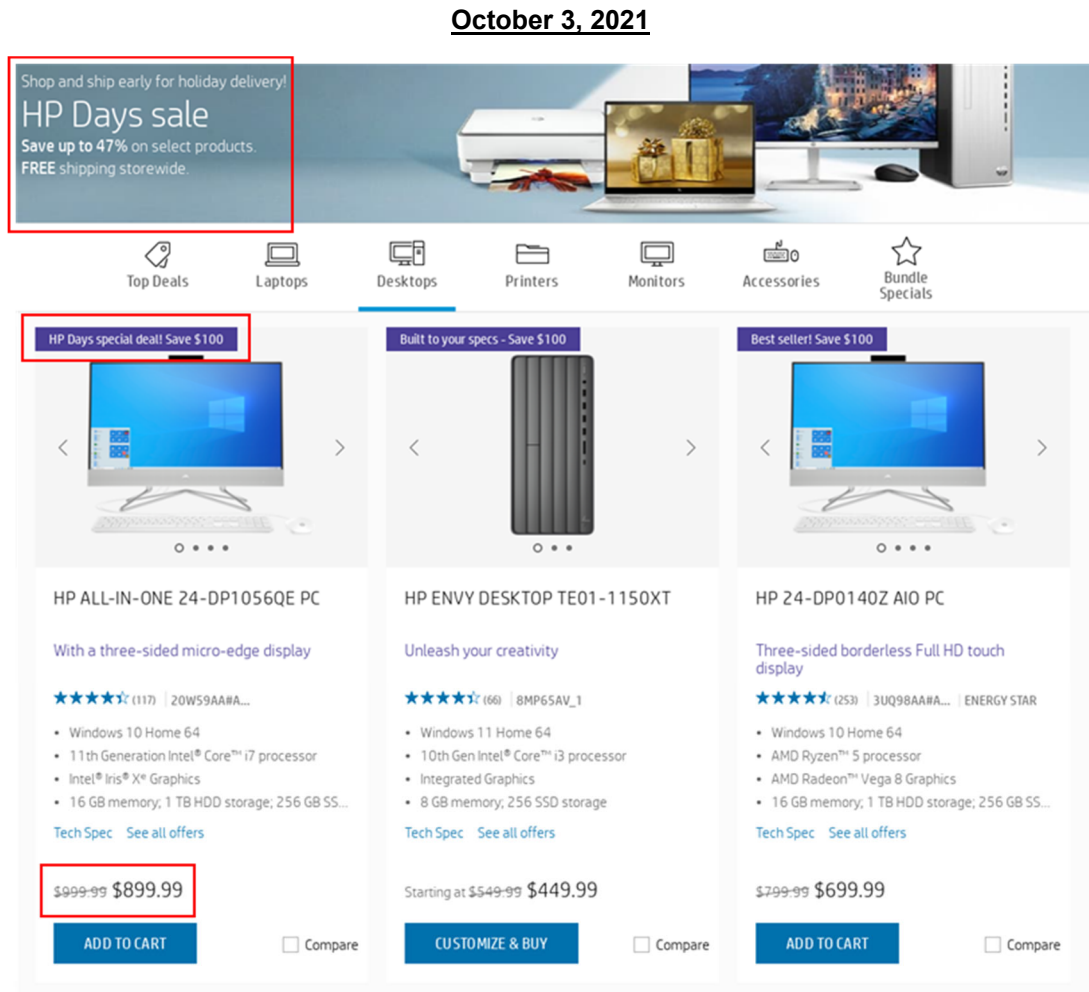 October 3, 2021
Shop and ship early for holiday delivery!
HP Days sale
Save up to 47% on select products.
FREE shipping storewide.
Top Deals
Laptops
Desktops
Printers
Monitors
Accessories
Bundle
Specials
HP Days special deal! Save $100
HP ALL-IN-ONE 24-DP1056QE PC
With a three-sided micro-edge display
(117) 20W59AA#A...
• Windows 10 Home 64
• 11th Generation Intel® Core™ i7 processor
• Intel® Iris® Xᵉ Graphics
• 16 GB memory; 1 TB HDD storage; 256 GB SS...
Tech Spec See all offers
$999.99 $899.99
ADD TO CART
Compare
Built to your specs - Save $100
HP ENVY DESKTOP TE01-1150XT
Unleash your creativity
(66) 8MP65AV_1
• Windows 11 Home 64
• 10th Gen Intel® Core™ i3 processor
• Integrated Graphics
• 8 GB memory; 256 SSD storage
Tech Spec See all offers
Starting at $549.99 $449.99
CUSTOMIZE & BUY
Compare
Best seller! Save $100
HP 24-DP0140Z AIO PC
Three-sided borderless Full HD touch
display
(253) 3UQ98AA#A... ENERGY STAR
• Windows 10 Home 64
• AMD Ryzen™ 5 processor
• AMD Radeon™ Vega 8 Graphics
• 16 GB memory; 1 TB HDD storage; 256 GB SS...
Tech Spec See all offers
$799.99 $699.99
ADD TO CART
Compare